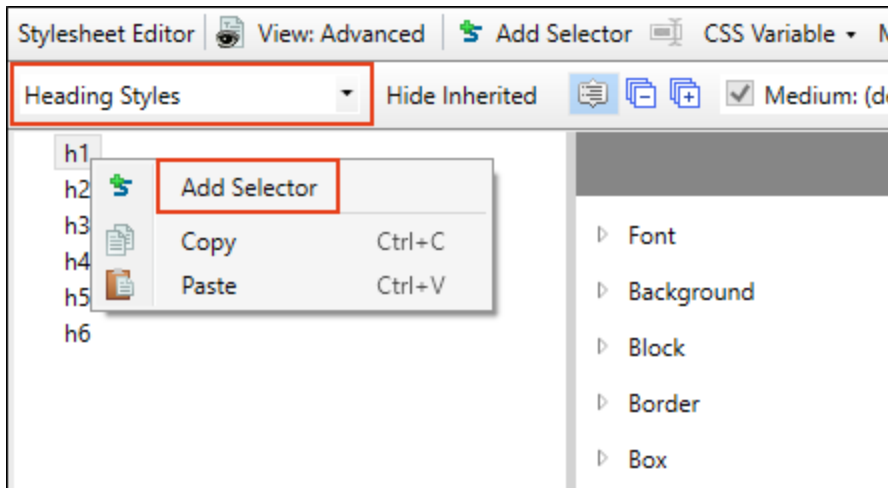 Stylesheet Editor View: Advanced Add Selector CSS Variable
Heading Styles Hide Inherited Medium: (de
h1
h2 Add Selector
h3 Copy Ctrl+C Font
h4
h5 Paste Ctrl+V Background
h6 Block
Border
Box